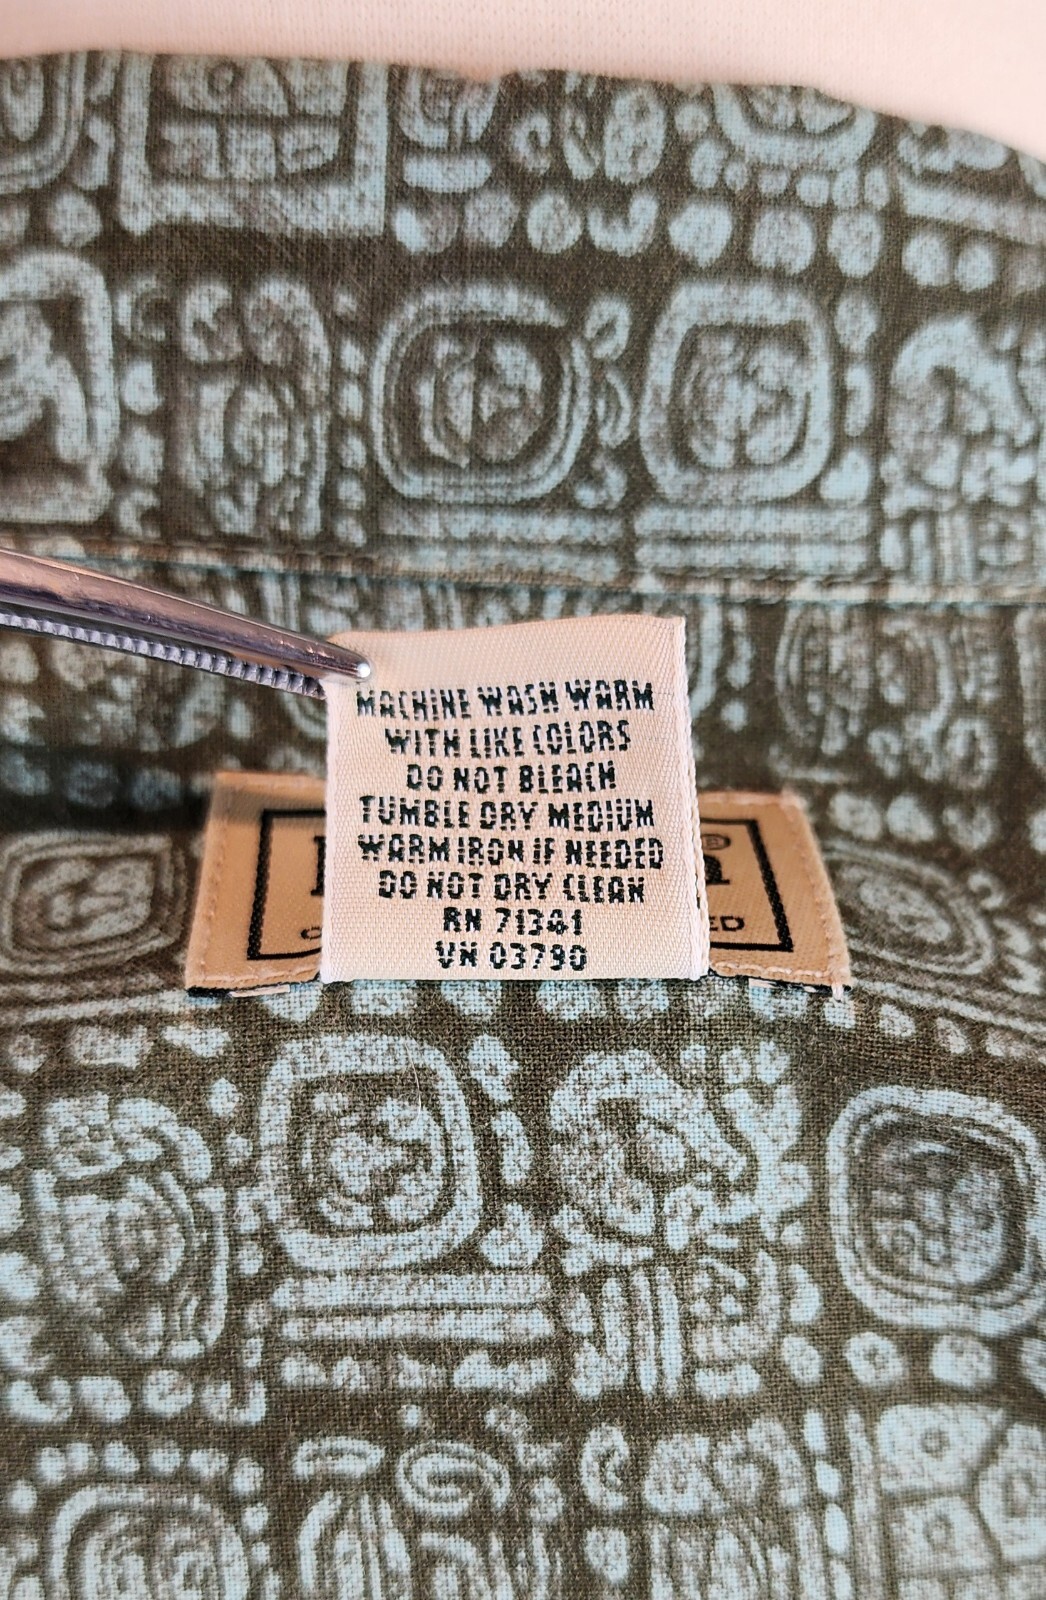 MACHINE WASH WARM
WITH LIKE COLORS
DO NOT BLEACH
TUMBLE DRY MEDIUM
WARM IRON IF NEEDED
DO NOT DRY CLEAN
RN 71341
VN 03790